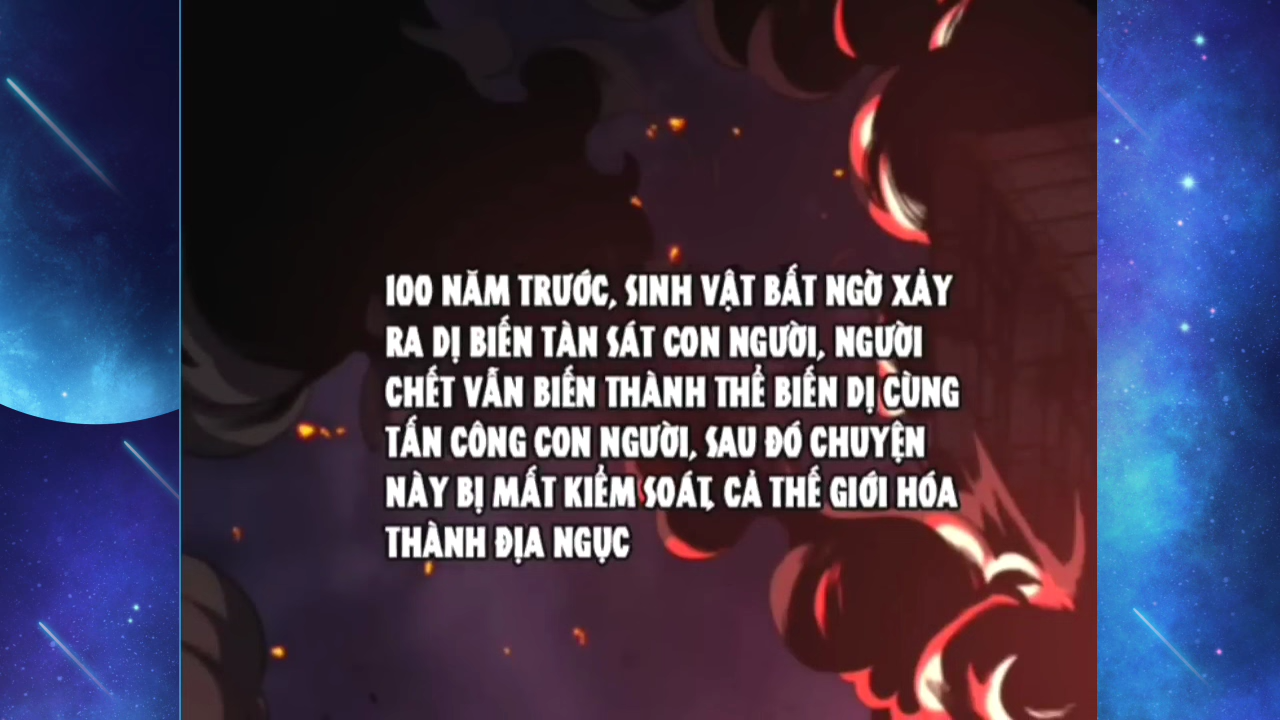 100 NĂM TRƯỚC, SINH VẬT BẤT NGỜ XẢY
RA DỊ BIẾN TÀN SÁT CON NGƯỜI, NGƯỜI
CHẾT VẪN BIẾN THÀNH THỂ BIẾN DỊ CÙNG
TẤN CÔNG CON NGƯỜI, SAU ĐÓ CHUYỆN
NÀY BỊ MẤT KIỂM SOÁT, CẢ THẾ GIỚI HÓA
THÀNH ĐỊA NGỤC